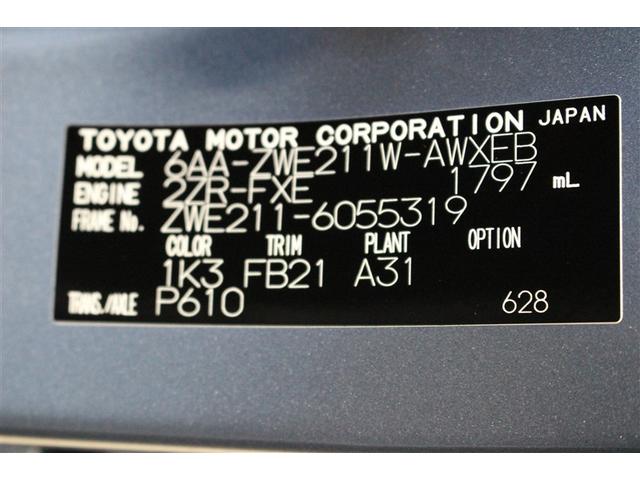 TOYOTA MOTOR CORPORATION JAPAN
MODEL 6AA-ZWE211W-AWXEB
ENGINE 2ZR-FXE 1797 mL
FRAME No. ZWE211-6055319
COLOR TRIM PLANT OPTION
1K3 FB21 A31
TRANS./AXLE P610 628